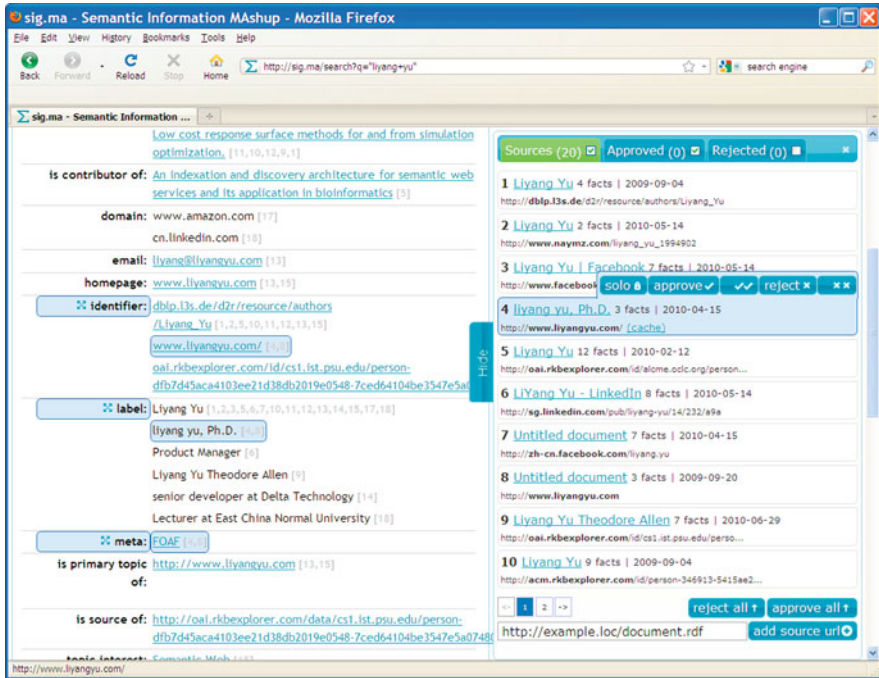 sig.ma - Semantic Information MAshup - Mozilla Firefox
File Edit View History Bookmarks Tools Help
Back Forward Reload Stop Home
http://sig.ma/search?q="liyang+yu"
search engine
sig.ma - Semantic Information ...
Low cost response surface methods for and from simulation
optimization. [11,10,12,9,1]
is contributor of: An indexation and discovery architecture for semantic web
services and its application in bioinformatics [5]
domain: www.amazon.com [17]
cn.linkedin.com [18]
email: liyang@liyangyu.com [13]
homepage: www.liyangyu.com [13,15]
identifier: dblp.l3s.de/d2r/resource/authors
/Liyang_Yu [1,2,5,10,11,12,13,15]
www.liyangyu.com/ [4,8]
oai.rkbexplorer.com/id/cs1.ist.psu.edu/person-
dfb7d45aca4103ee21d38db2019e0548-7ced64104be3547e5a0
label: Liyang Yu [1,2,3,5,6,7,10,11,12,13,14,15,17,18]
liyang yu, Ph.D. [4,8]
Product Manager [6]
Liyang Yu Theodore Allen [9]
senior developer at Delta Technology [14]
Lecturer at East China Normal University [18]
meta: FOAF [4,8]
is primary topic http://www.liyangyu.com [13,15]
of:
is source of: http://oai.rkbexplorer.com/data/cs1.ist.psu.edu/person-
dfb7d45aca4103ee21d38db2019e0548-7ced64104be3547e5a0748
topic interest: Semantic Web [15]
Hide
Sources (20) Approved (0) Rejected (0)
1 Liyang Yu 4 facts | 2009-09-04
http://dblp.l3s.de/d2r/resource/authors/Liyang_Yu
2 Liyang Yu 2 facts | 2010-05-14
http://www.naymz.com/liyang_yu_1994902
3 Liyang Yu | Facebook 7 facts | 2010-05-14
http://www.facebook
solo approve reject
4 liyang yu, Ph.D. 3 facts | 2010-04-15
http://www.liyangyu.com/ (cache)
5 Liyang Yu 12 facts | 2010-02-12
http://oai.rkbexplorer.com/id/alome.oclc.org/person...
6 LiYang Yu - LinkedIn 8 facts | 2010-05-14
http://sg.linkedin.com/pub/liyang-yu/14/232/a9a
7 Untitled document 7 facts | 2010-04-15
http://zh-cn.facebook.com/liyang.yu
8 Untitled document 3 facts | 2009-09-20
http://www.liyangyu.com
9 Liyang Yu Theodore Allen 7 facts | 2010-06-29
http://oai.rkbexplorer.com/id/cs1.ist.psu.edu/perso...
10 Liyang Yu 9 facts | 2009-09-04
http://acm.rkbexplorer.com/id/person-346913-5415ee2...
<- 1 2 -> reject all approve all
http://example.loc/document.rdf add source url
http://www.liyangyu.com/